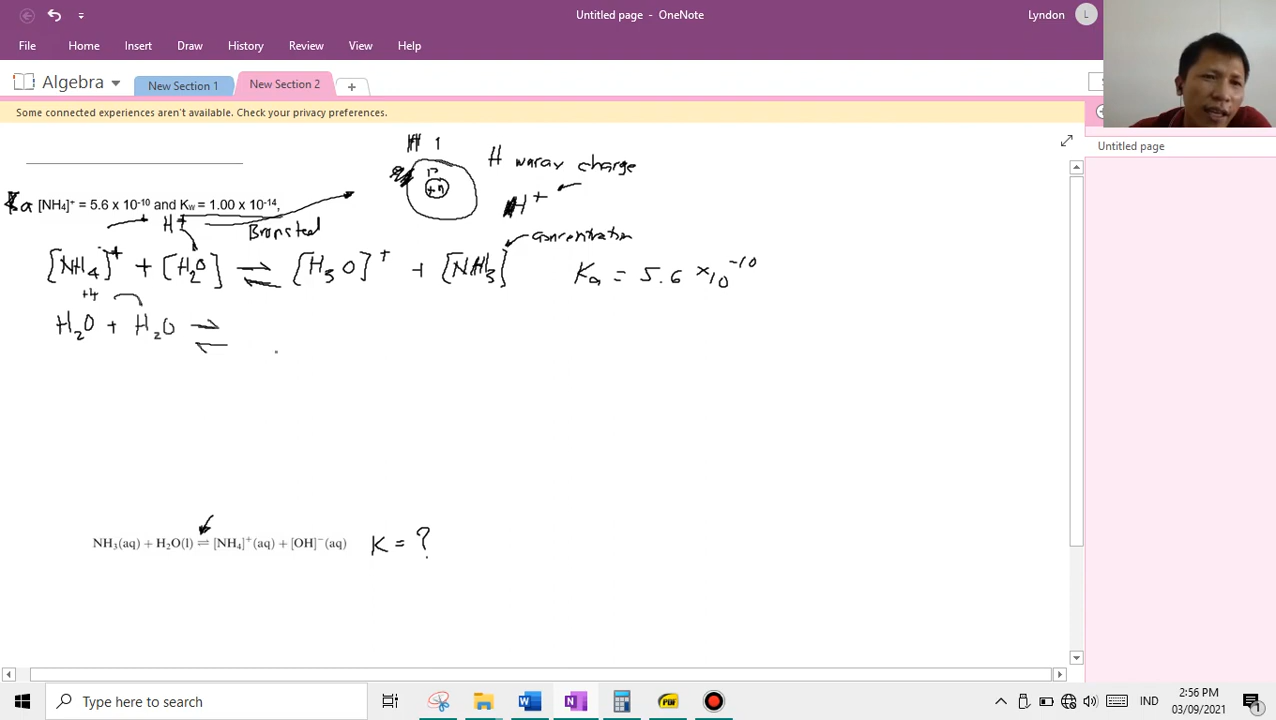 Untitled page - OneNote
Lyndon L
File Home Insert Draw History Review View Help
Algebra New Section 1 New Section 2 +
Some connected experiences aren't available. Check your privacy preferences.
Untitled page
H 1
H waray charge
+n
H+
Ka [NH₄]⁺ = 5.6 x 10⁻¹⁰ and Kw = 1.00 x 10⁻¹⁴,
H+
Bronsted
concentration
[NH₄]⁺ + [H₂O] ⇌ [H₃O]⁺ + [NH₃] Ka = 5.6 × 10⁻¹⁰
+4
H₂O + H₂O ⇌
NH₃(aq) + H₂O(l) ⇌ [NH₄]⁺(aq) + [OH]⁻(aq) K = ?
Type here to search
IND
2:56 PM
03/09/2021
1